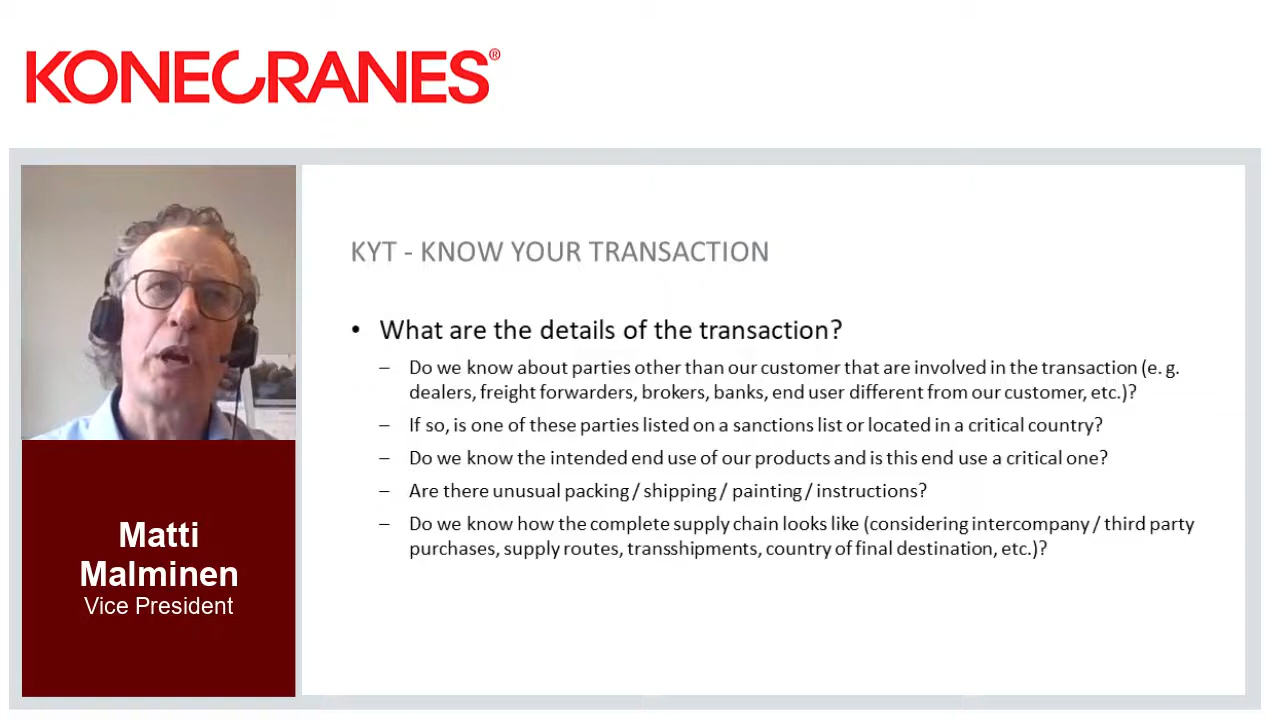 KONECRANES®
KYT - KNOW YOUR TRANSACTION
• What are the details of the transaction?
– Do we know about parties other than our customer that are involved in the transaction (e. g.
dealers, freight forwarders, brokers, banks, end user different from our customer, etc.)?
– If so, is one of these parties listed on a sanctions list or located in a critical country?
– Do we know the intended end use of our products and is this end use a critical one?
– Are there unusual packing / shipping / painting / instructions?
– Do we know how the complete supply chain looks like (considering intercompany / third party
purchases, supply routes, transshipments, country of final destination, etc.)?
Matti
Malminen
Vice President